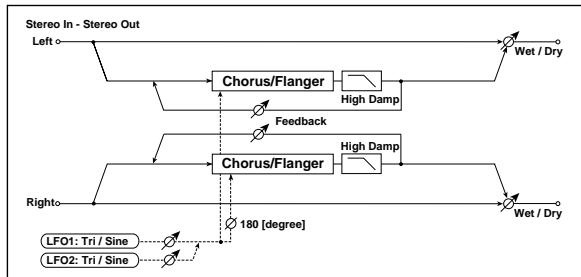 Stereo In - Stereo Out
Left
Wet / Dry
Chorus/Flanger
High Damp
Feedback
High Damp
Chorus/Flanger
Right
Wet / Dry
180 [degree]
LFO1: Tri / Sine
LFO2: Tri / Sine